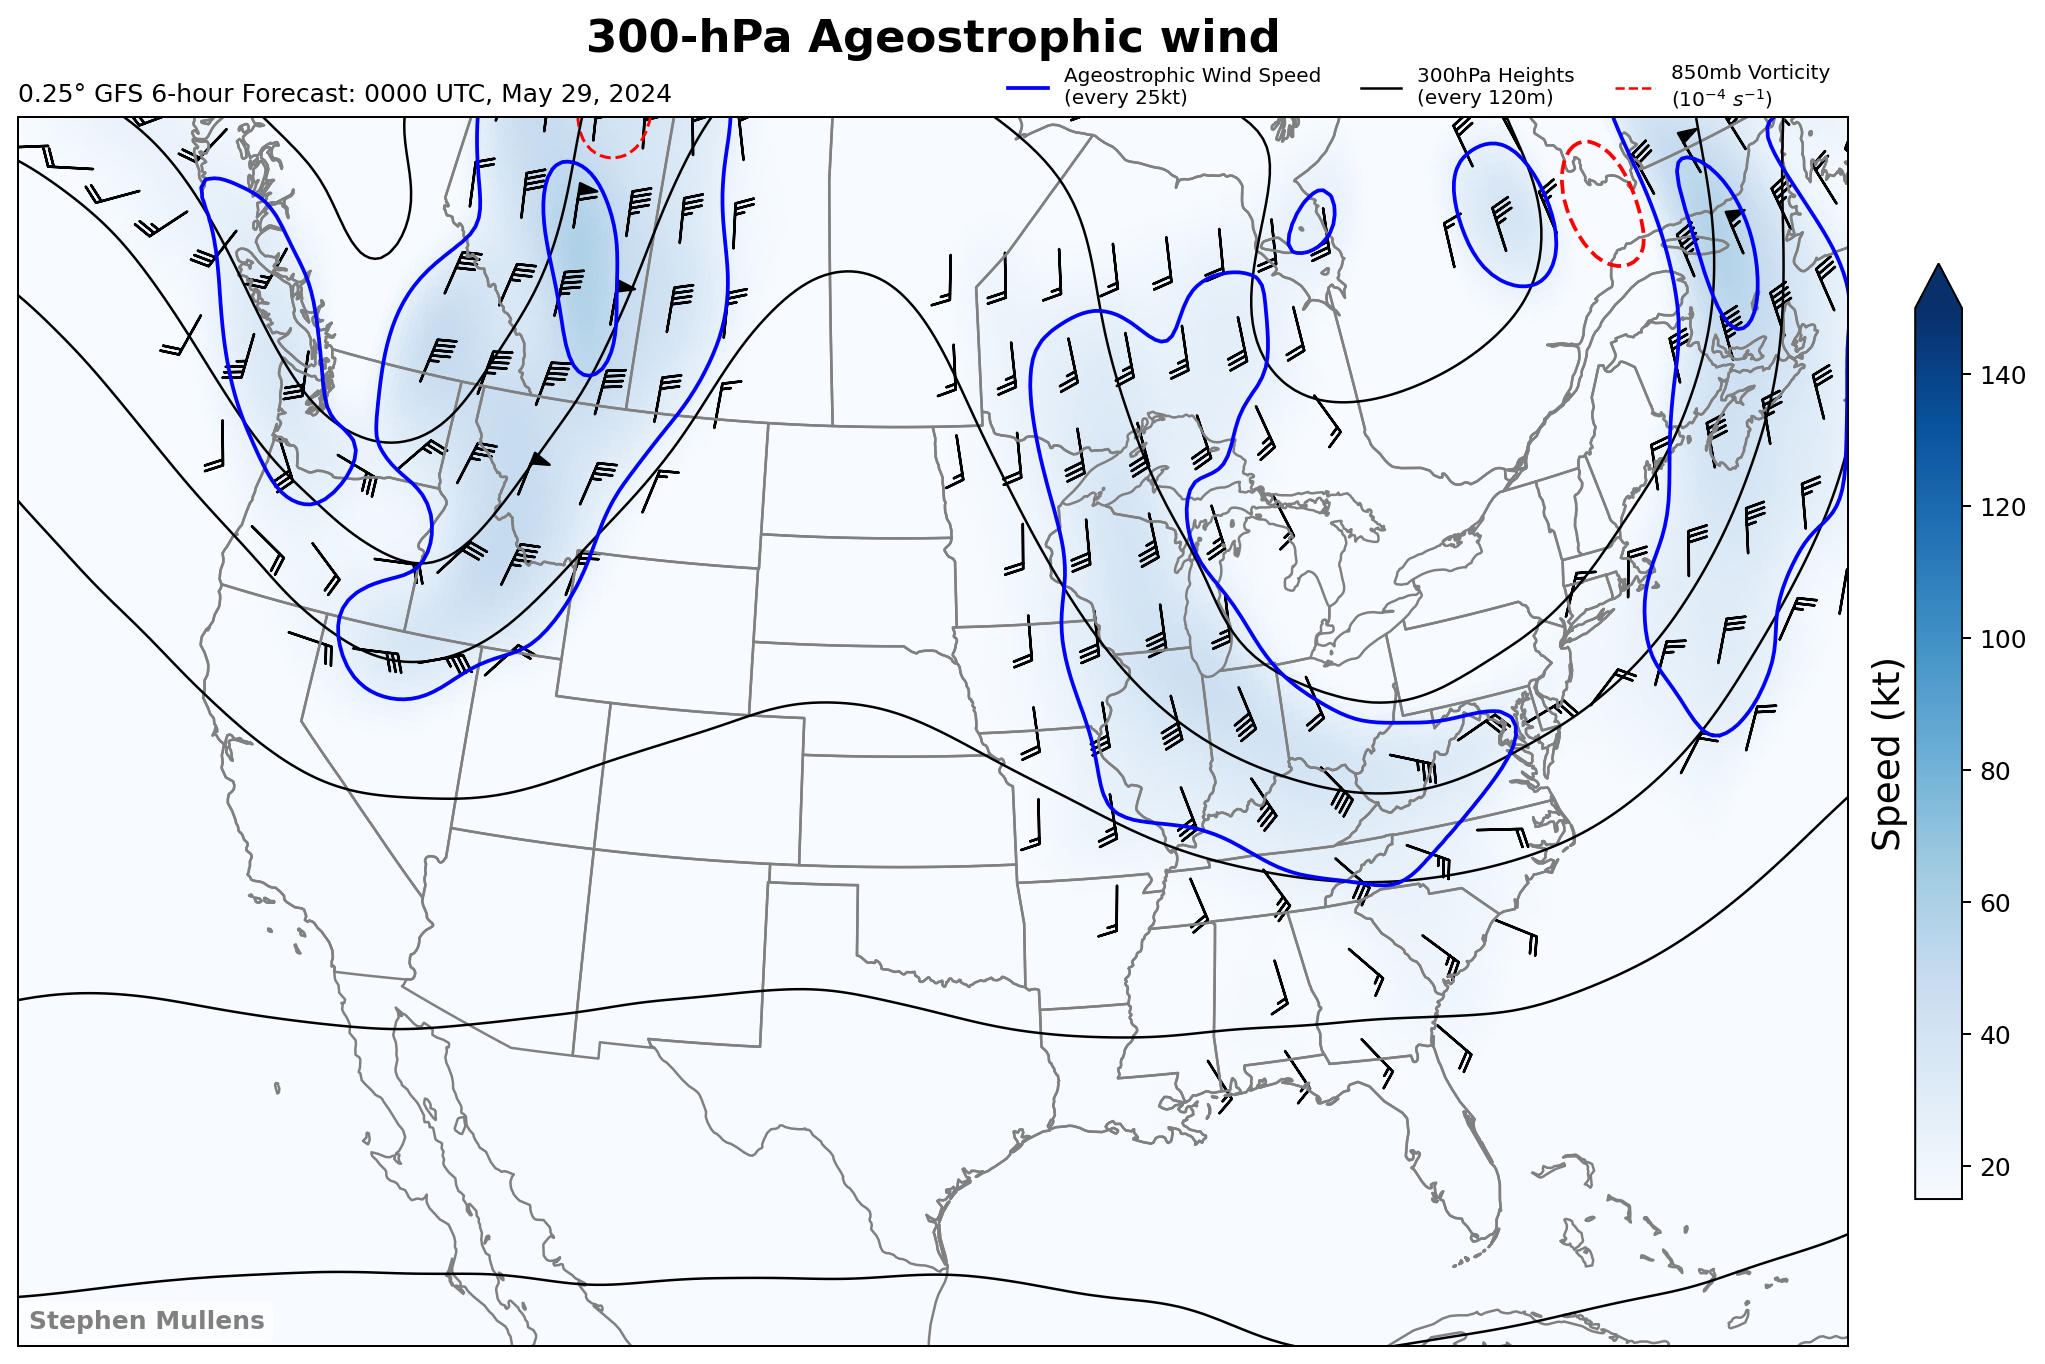 300-hPa Ageostrophic wind
0.25° GFS 6-hour Forecast: 0000 UTC, May 29, 2024
Ageostrophic Wind Speed
(every 25kt)
300hPa Heights
(every 120m)
850mb Vorticity
(10⁻⁴ s⁻¹)
140
120
100
80
60
40
20
Speed (kt)
Stephen Mullens